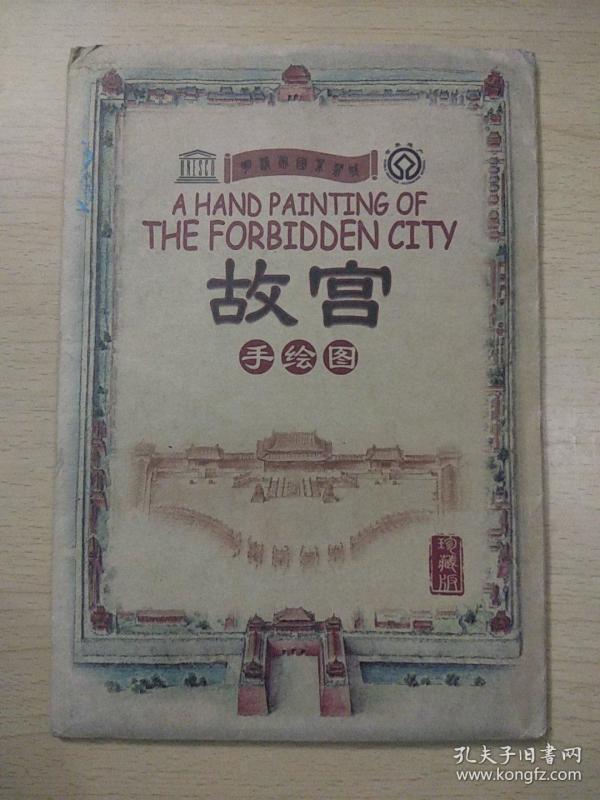 UNESCO
A HAND PAINTING OF
THE FORBIDDEN CITY
故宫
手绘图
珍藏版
孔夫子旧书网
www.kongfz.com